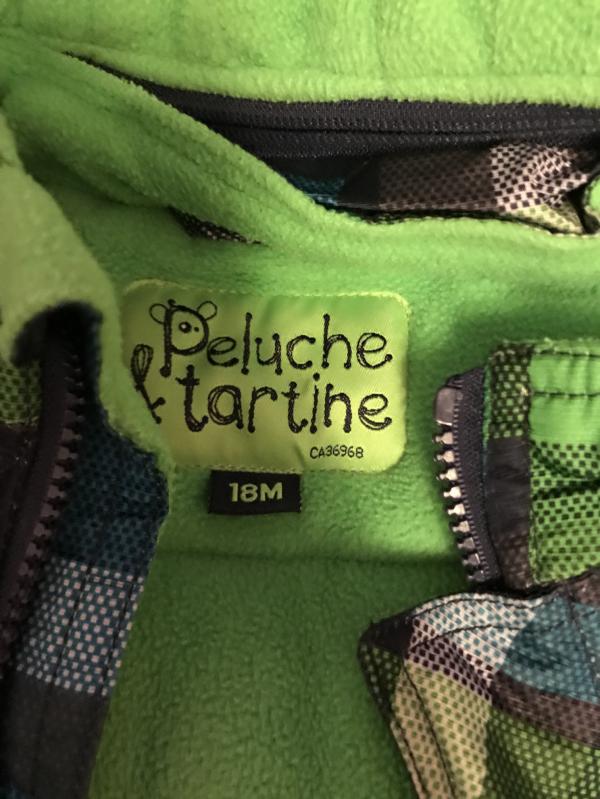 Peluche
& tartine
CA36968
18M